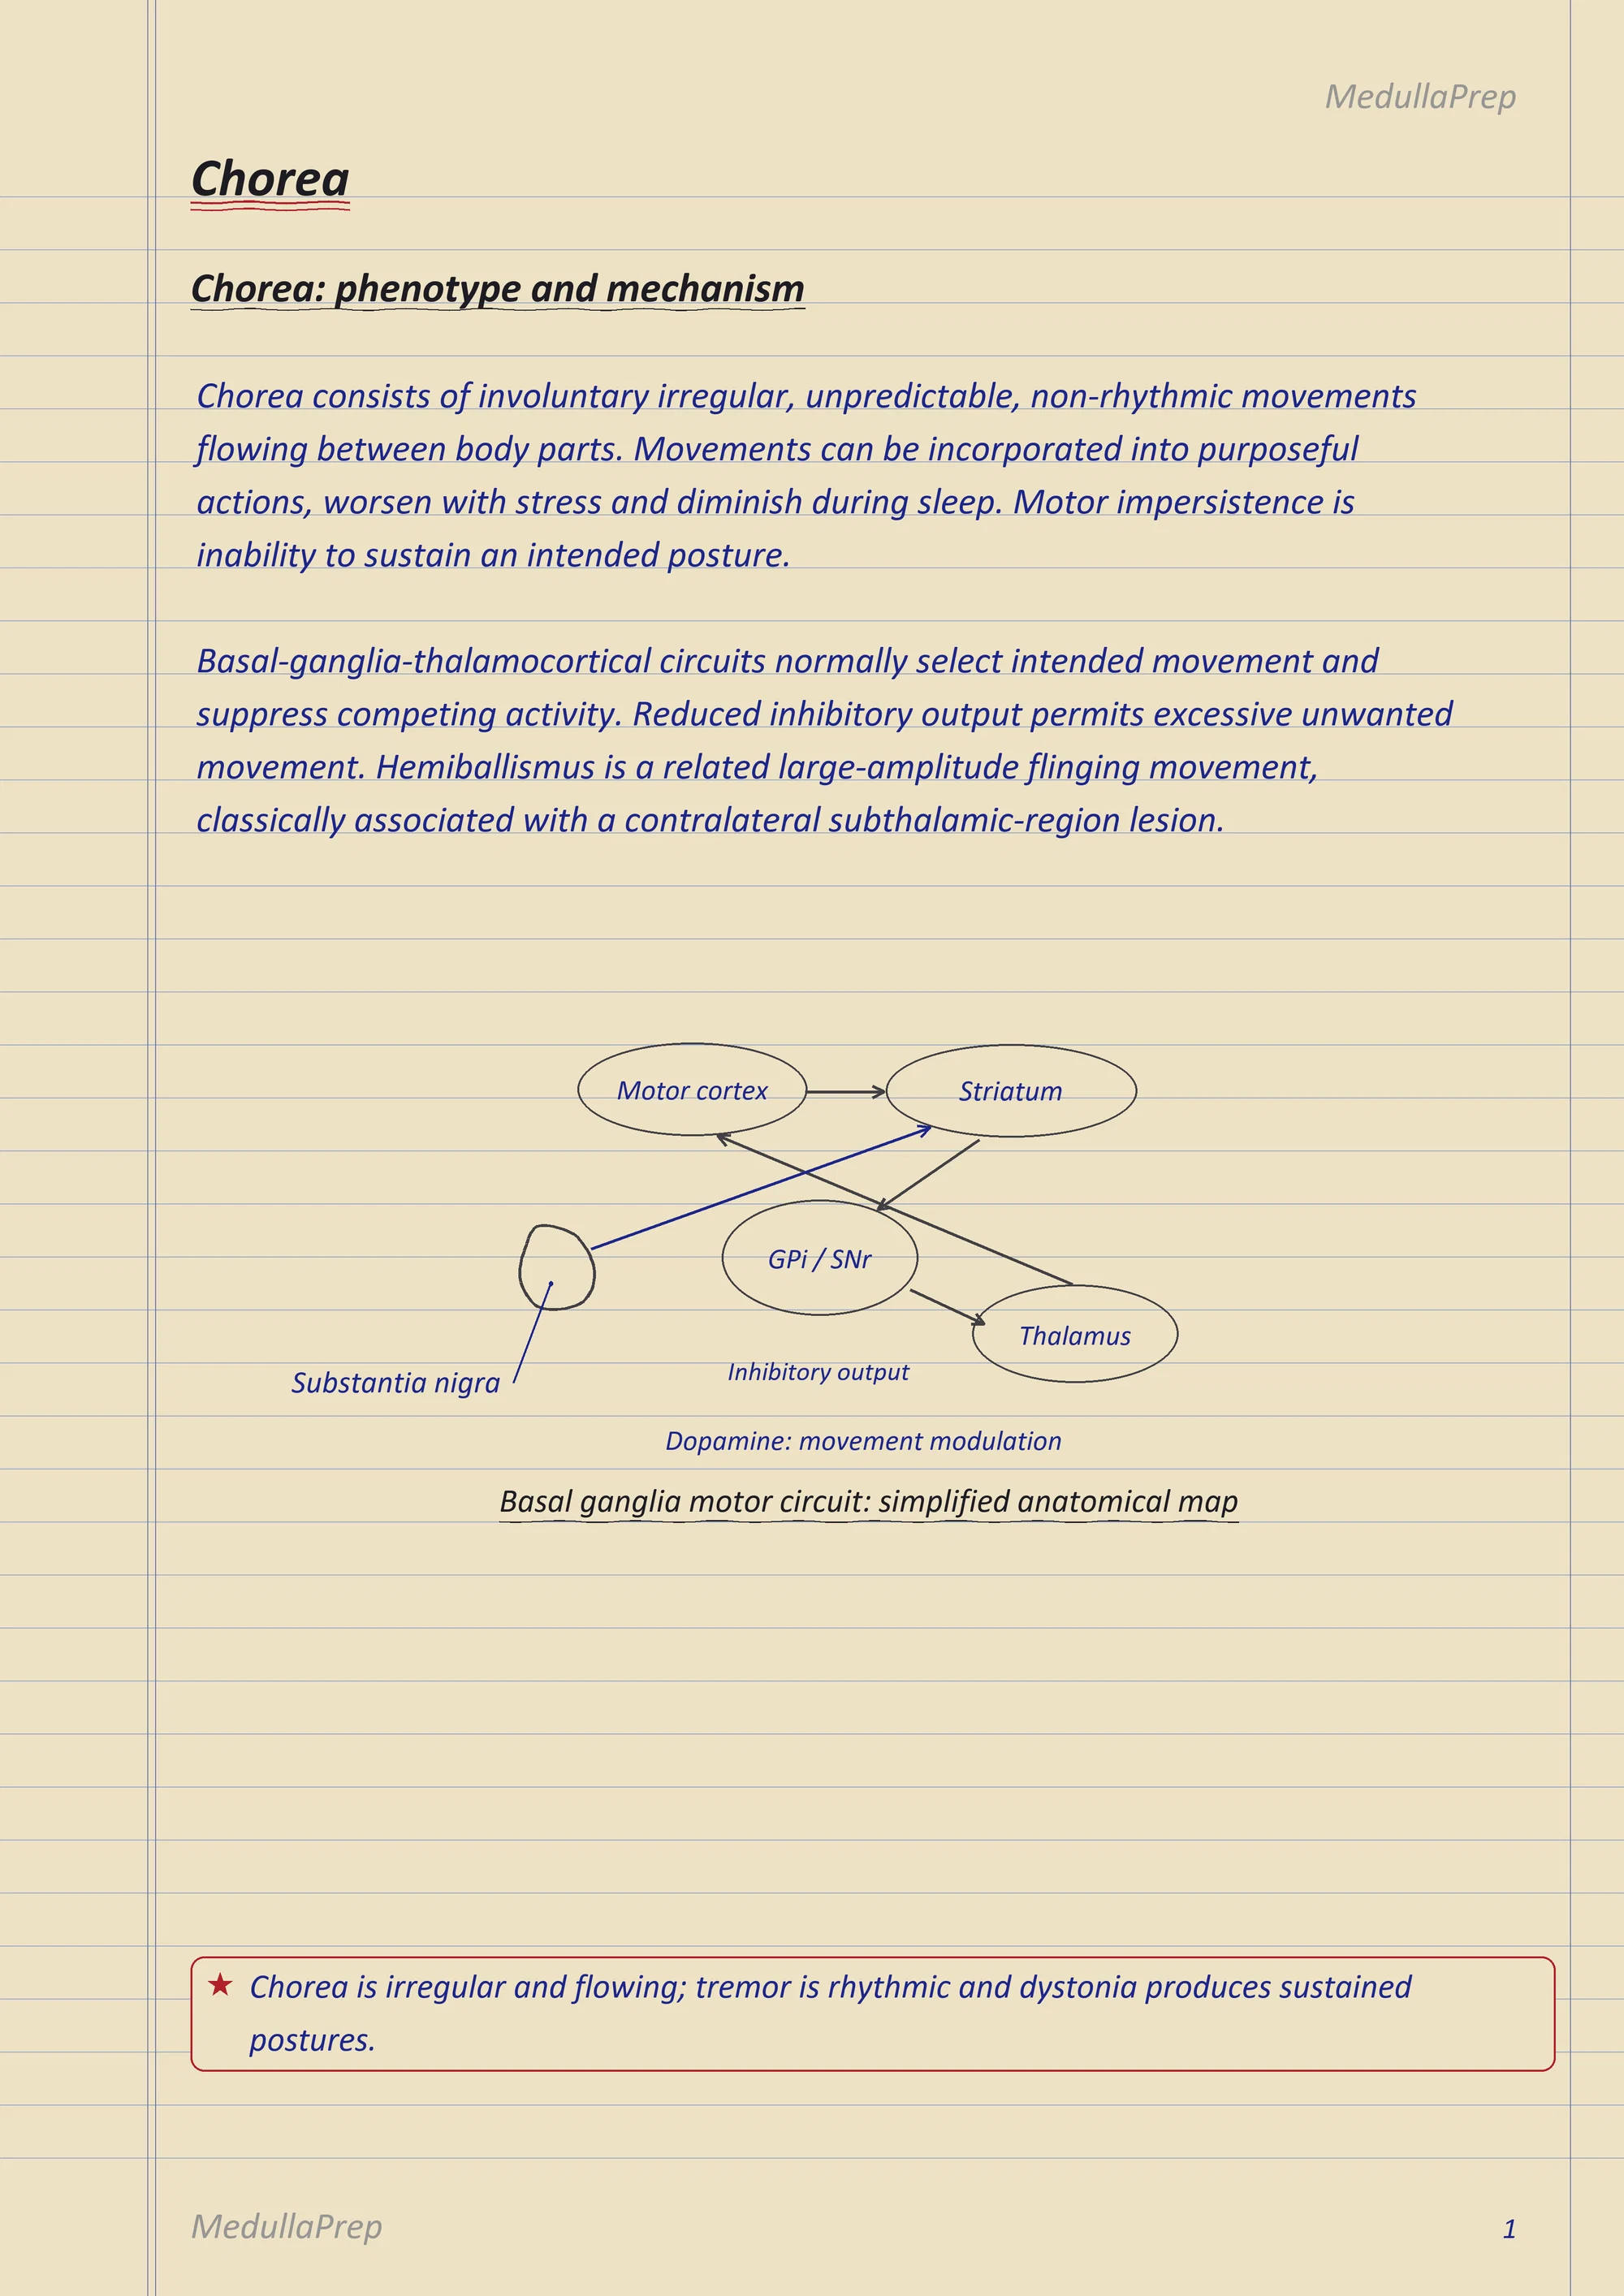 MedullaPrep
Chorea
Chorea: phenotype and mechanism
Chorea consists of involuntary irregular, unpredictable, non-rhythmic movements
flowing between body parts. Movements can be incorporated into purposeful
actions, worsen with stress and diminish during sleep. Motor impersistence is
inability to sustain an intended posture.
Basal-ganglia-thalamocortical circuits normally select intended movement and
suppress competing activity. Reduced inhibitory output permits excessive unwanted
movement. Hemiballismus is a related large-amplitude flinging movement,
classically associated with a contralateral subthalamic-region lesion.
Motor cortex
Striatum
GPi / SNr
Thalamus
Inhibitory output
Substantia nigra
Dopamine: movement modulation
Basal ganglia motor circuit: simplified anatomical map
★ Chorea is irregular and flowing; tremor is rhythmic and dystonia produces sustained
postures.
MedullaPrep
1